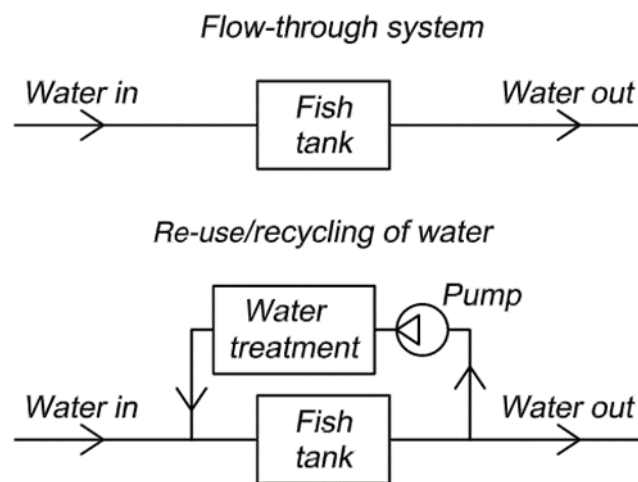 Flow-through system
Water in
Fish
tank
Water out
Re-use/recycling of water
Water
treatment
Pump
Water in
Fish
tank
Water out